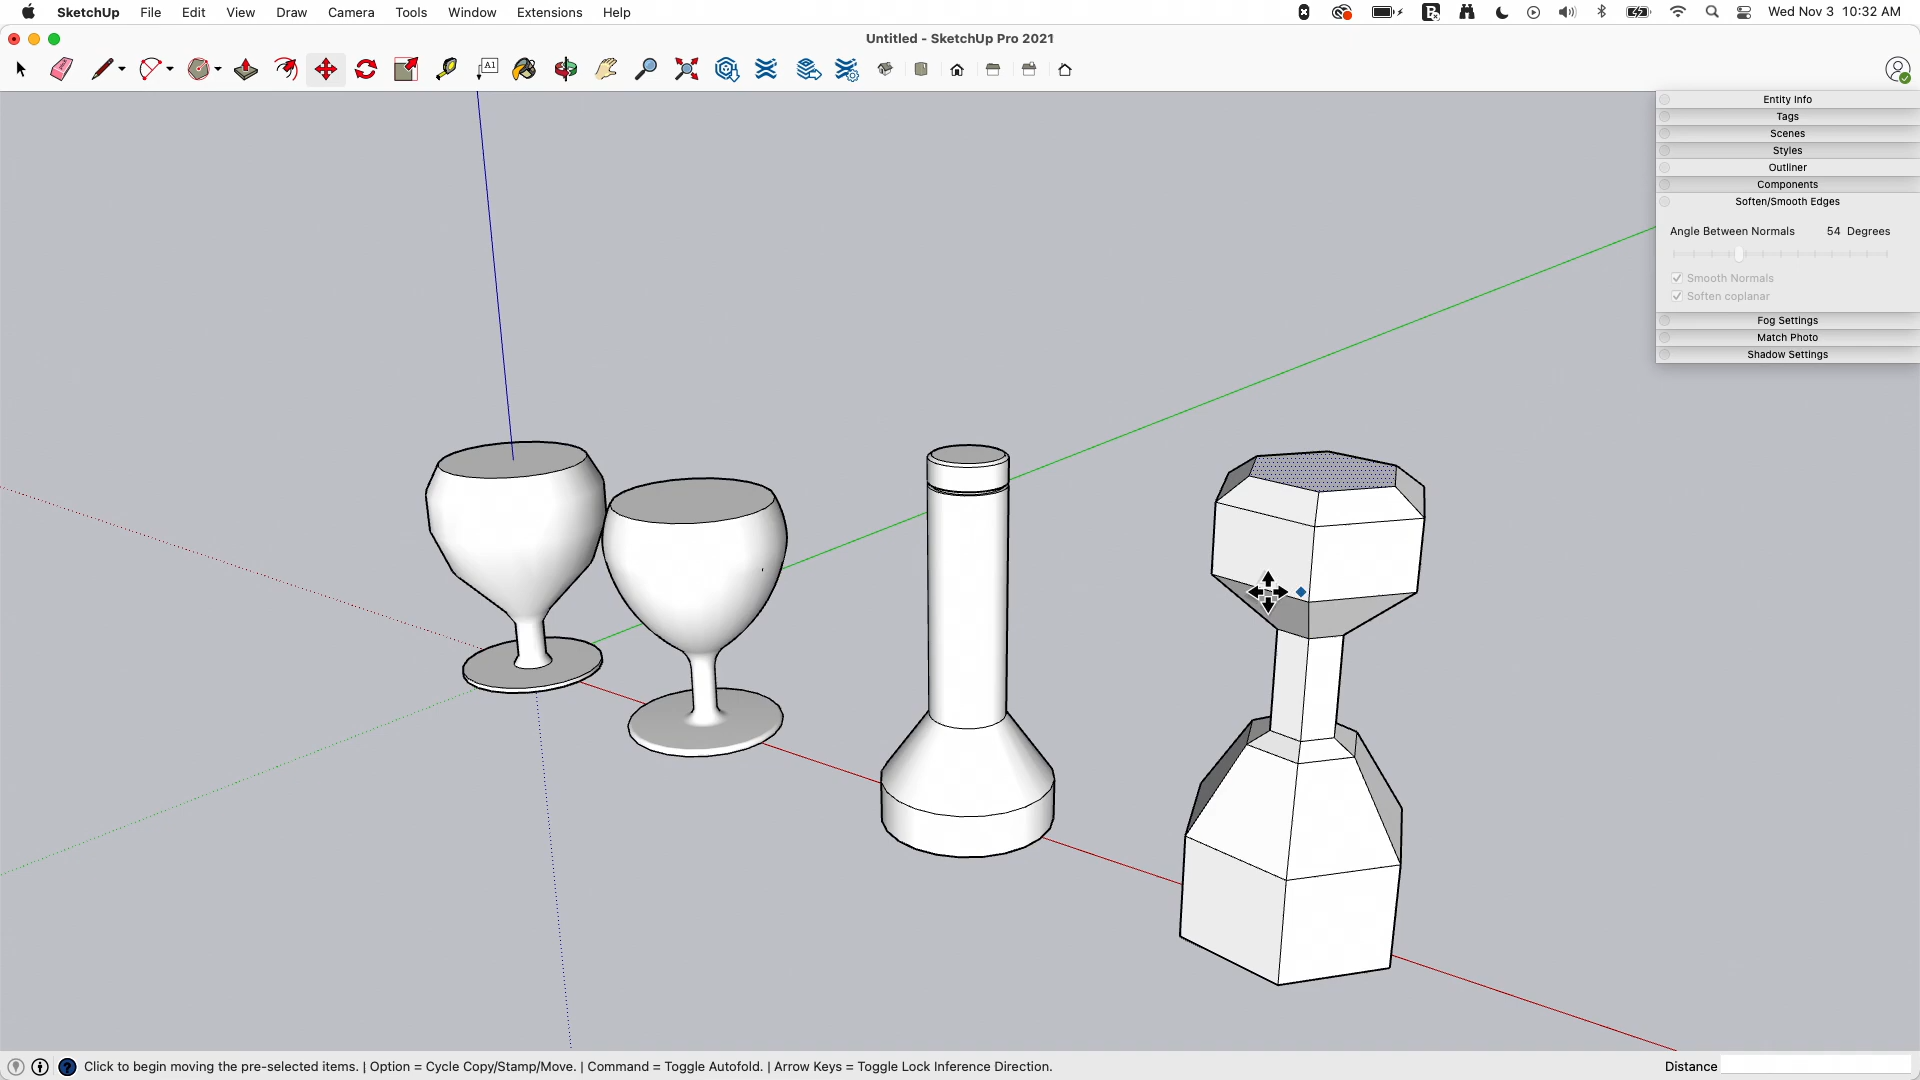 SketchUp File Edit View Draw Camera Tools Window Extensions Help Wed Nov 3 10:32 AM
Untitled - SketchUp Pro 2021
A1
Entity Info
Tags
Scenes
Styles
Outliner
Components
Soften/Smooth Edges
Angle Between Normals 54 Degrees
Smooth Normals
Soften coplanar
Fog Settings
Match Photo
Shadow Settings
Click to begin moving the pre-selected items. | Option = Cycle Copy/Stamp/Move. | Command = Toggle Autofold. | Arrow Keys = Toggle Lock Inference Direction. Distance